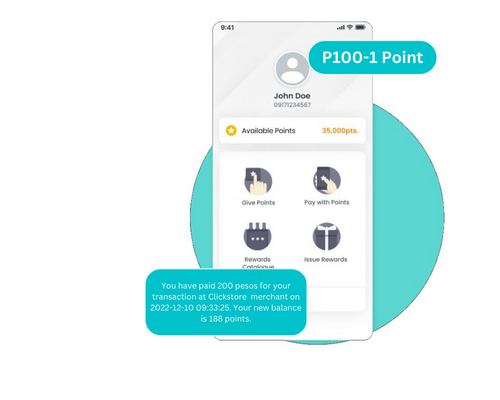 9:41
P100-1 Point
John Doe
09171234567
Available Points 35,000pts.
Give Points Pay with Points
Rewards Issue Rewards
Catalogue
You have paid 200 pesos for your
transaction at Clickstore merchant on
2022-12-10 09:33:25. Your new balance
is 188 points.